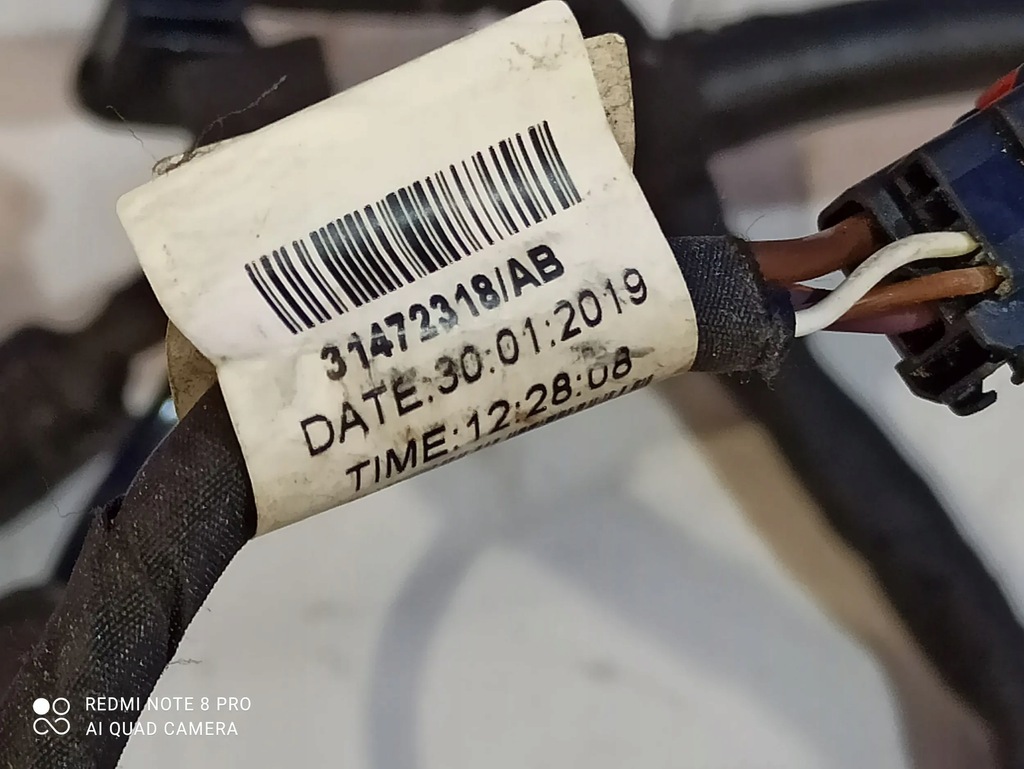 31472318/AB
DATE:30:01:2019
TIME:12:28:08
REDMI NOTE 8 PRO
AI QUAD CAMERA